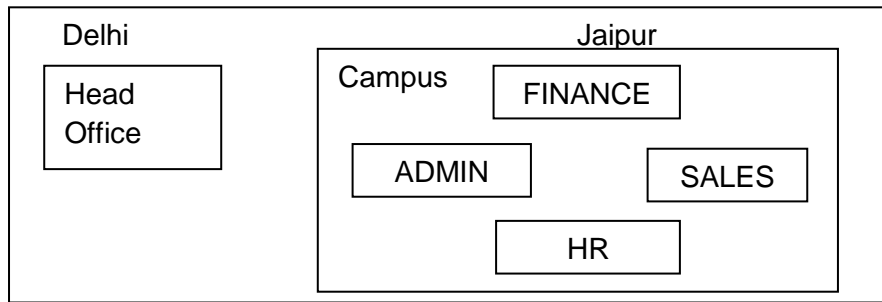 Delhi
Jaipur
Head
Office
Campus
FINANCE
ADMIN
SALES
HR